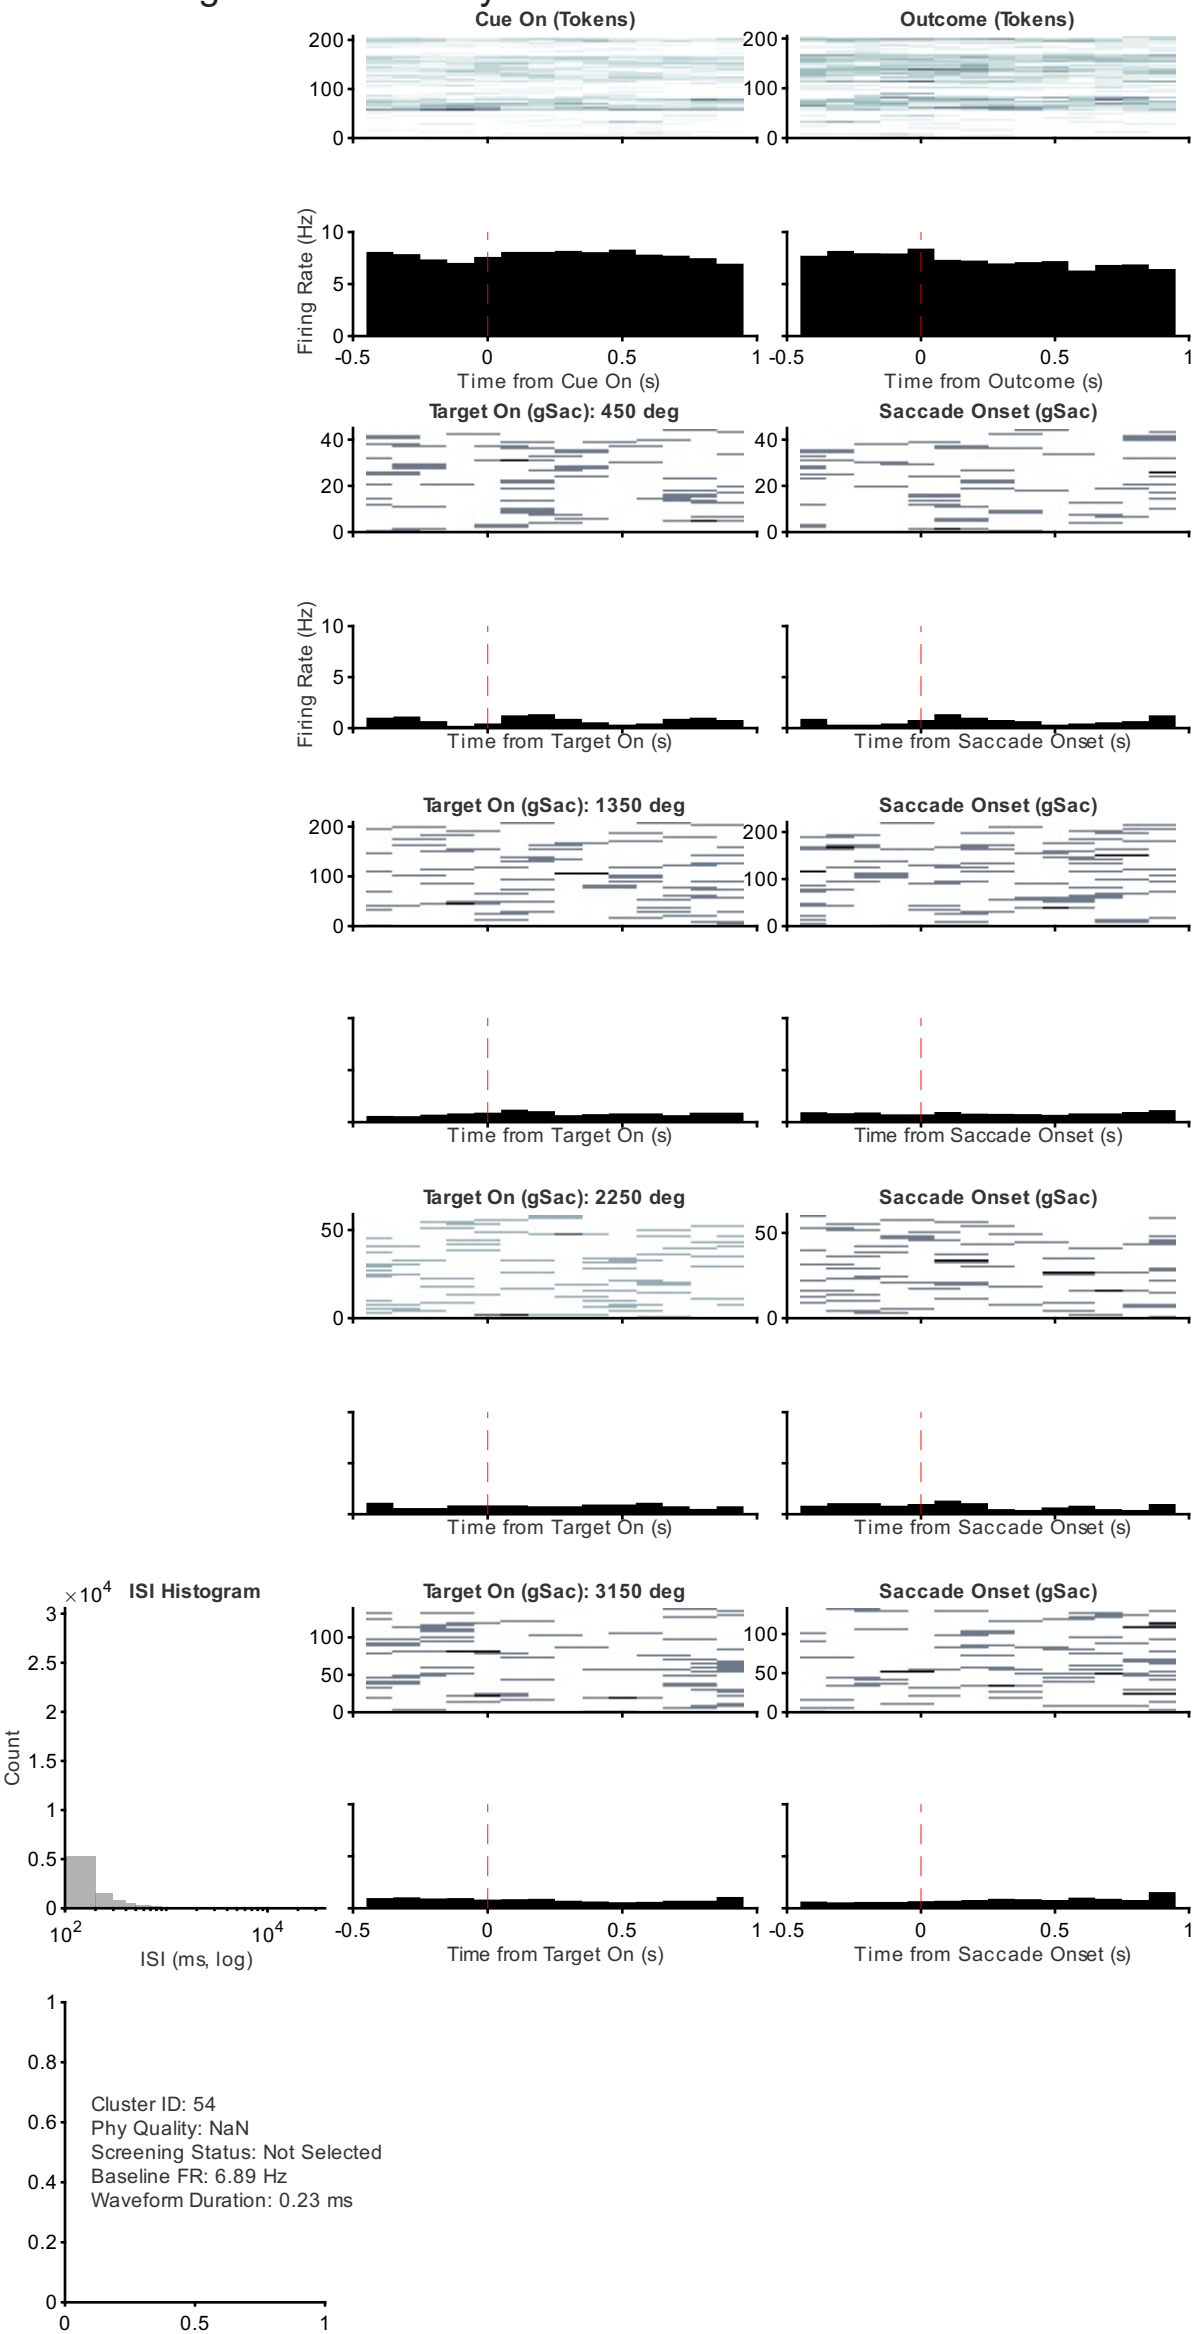 Cue On (Tokens)
Outcome (Tokens)
200
100
0
200
100
0
Firing Rate (Hz)
10
5
0
-0.5
0
0.5
1
-0.5
0
0.5
1
Time from Cue On (s)
Time from Outcome (s)
Target On (gSac): 450 deg
Saccade Onset (gSac)
40
20
0
40
20
0
Firing Rate (Hz)
10
5
0
Time from Target On (s)
Time from Saccade Onset (s)
Target On (gSac): 1350 deg
Saccade Onset (gSac)
200
100
0
200
100
0
Time from Target On (s)
Time from Saccade Onset (s)
Target On (gSac): 2250 deg
Saccade Onset (gSac)
50
0
50
0
Time from Target On (s)
Time from Saccade Onset (s)
×10^4
ISI Histogram
Target On (gSac): 3150 deg
Saccade Onset (gSac)
3
2.5
2
1.5
1
0.5
0
Count
10^2
10^4
ISI (ms, log)
100
50
0
100
50
0
-0.5
0
0.5
1
-0.5
0
0.5
1
Time from Target On (s)
Time from Saccade Onset (s)
1
0.8
0.6
0.4
0.2
0
0
0.5
1
Cluster ID: 54
Phy Quality: NaN
Screening Status: Not Selected
Baseline FR: 6.89 Hz
Waveform Duration: 0.23 ms